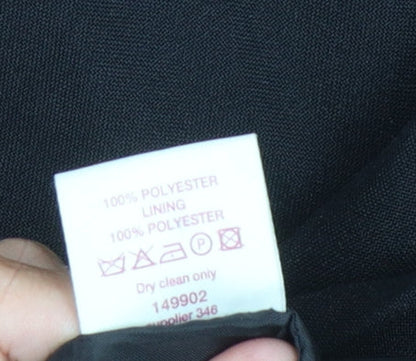 100% POLYESTER
LINING
100% POLYESTER
P
Dry clean only
149902
supplier 346